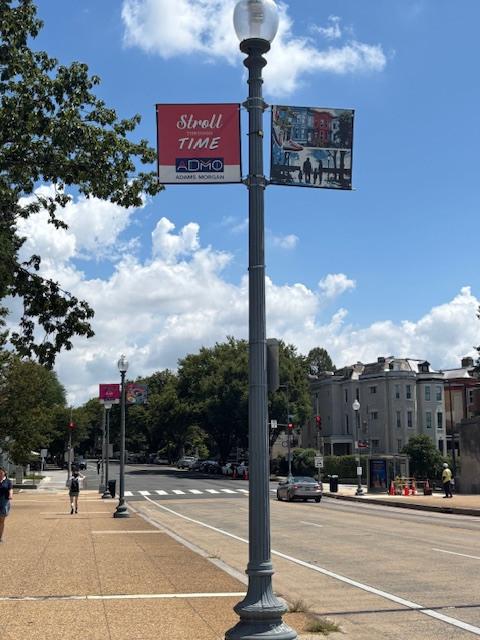 Stroll
THROUGH
TIME
ADMO
ADAMS MORGAN